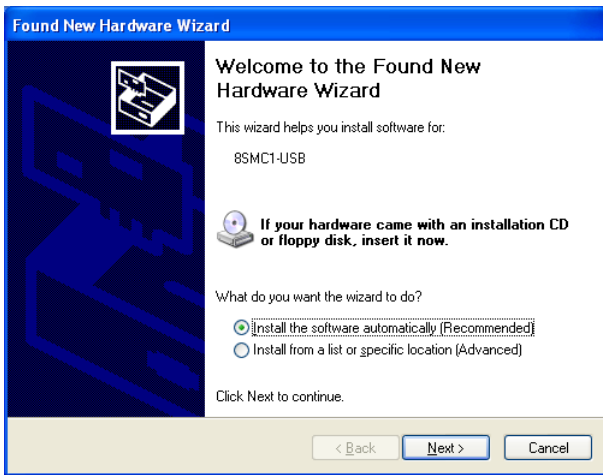 Found New Hardware Wizard
Welcome to the Found New
Hardware Wizard
This wizard helps you install software for:
8SMC1-USB
If your hardware came with an installation CD
or floppy disk, insert it now.
What do you want the wizard to do?
Install the software automatically (Recommended)
Install from a list or specific location (Advanced)
Click Next to continue.
< Back Next > Cancel